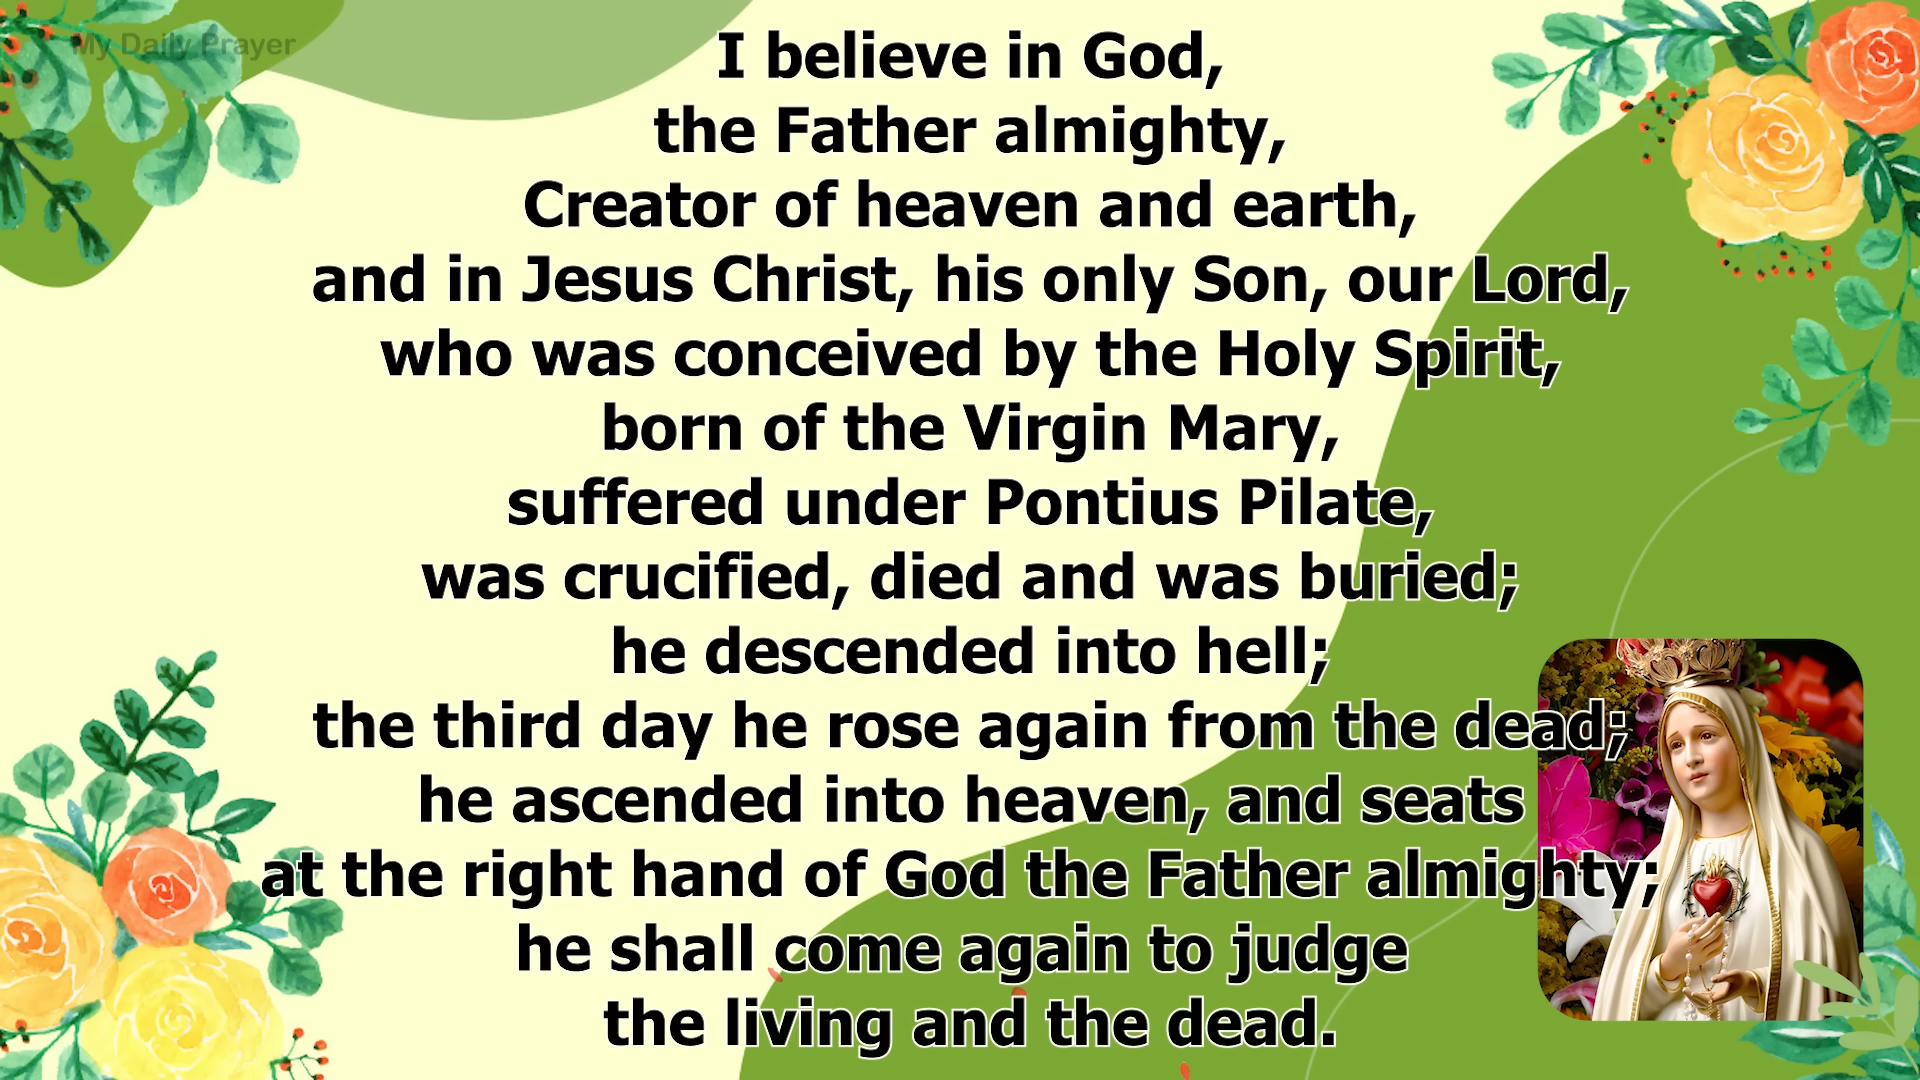 My Daily Prayer
I believe in God,
the Father almighty,
Creator of heaven and earth,
and in Jesus Christ, his only Son, our Lord,
who was conceived by the Holy Spirit,
born of the Virgin Mary,
suffered under Pontius Pilate,
was crucified, died and was buried;
he descended into hell;
the third day he rose again from the dead;
he ascended into heaven, and seats
at the right hand of God the Father almighty;
he shall come again to judge
the living and the dead.